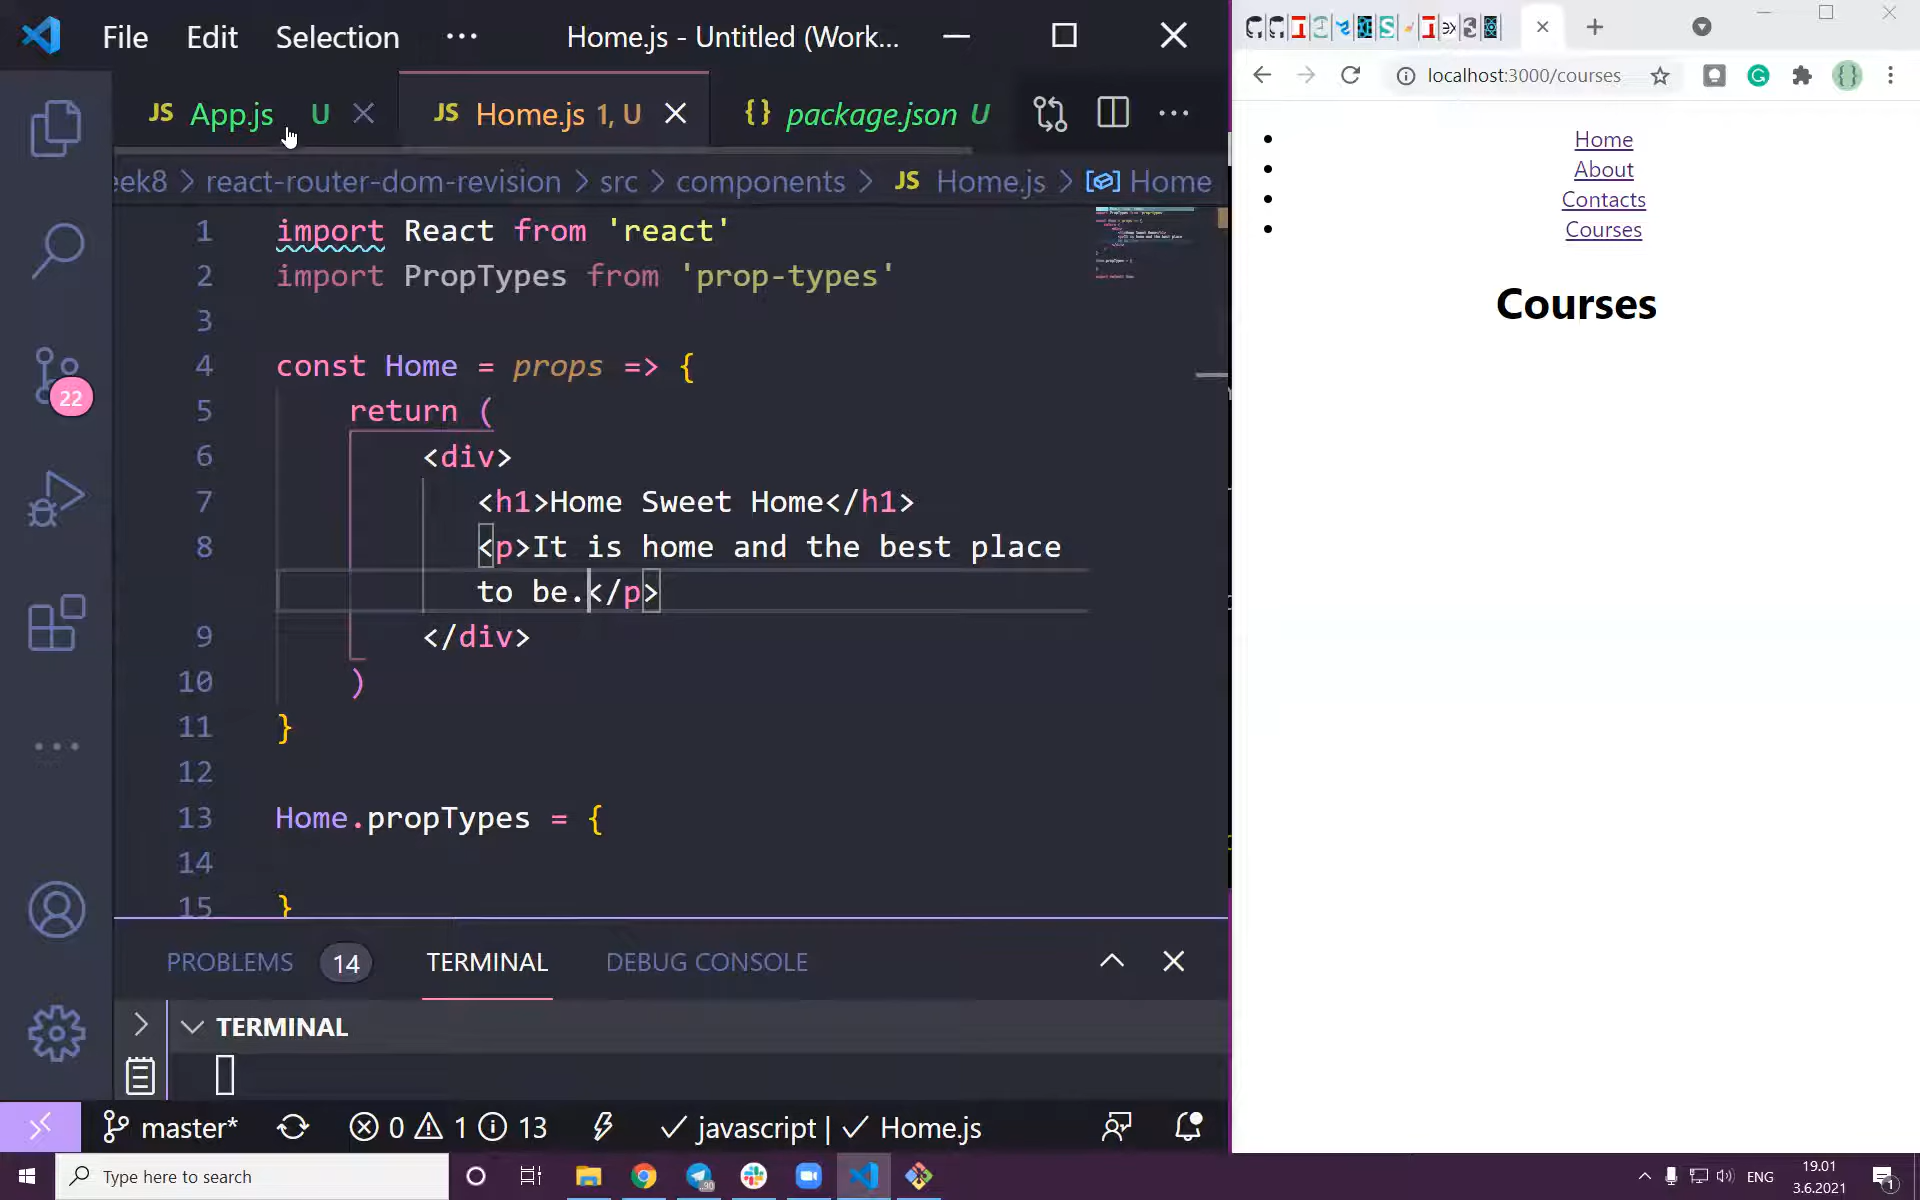 File Edit Selection ··· Home.js - Untitled (Work...
JS App.js U JS Home.js 1, U {} package.json U ···
eek8 > react-router-dom-revision > src > components > JS Home.js > Home
1 import React from 'react'
2 import PropTypes from 'prop-types'
3
4 const Home = props => {
5 return (
6 <div>
7 <h1>Home Sweet Home</h1>
8 <p>It is home and the best place
to be.</p>
9 </div>
10 )
11 }
12
13 Home.propTypes = {
14
15 }
22
PROBLEMS 14 TERMINAL DEBUG CONSOLE
TERMINAL
master* 0 1 13 javascript | Home.js
localhost:3000/courses
Home
About
Contacts
Courses
Courses
Type here to search
90
ENG
19.01
3.6.2021
1